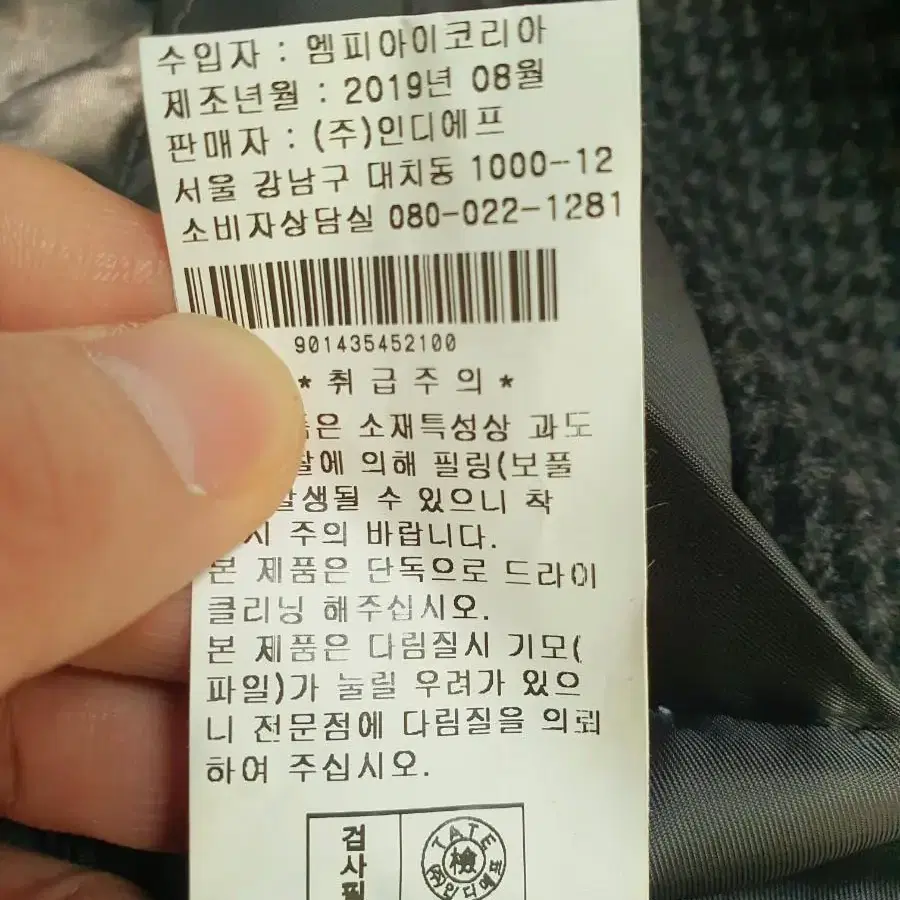 수입자 : 엠피아이코리아
제조년월 : 2019년 08월
판매자 : (주)인디에프
서울 강남구 대치동 1000-12
소비자상담실 080-022-1281
901435452100
* 취급주의 *
소재특성상 과도
의해 필링(보풀
발생될 수 있으니 착
주의 바랍니다.
본 제품은 단독으로 드라이
클리닝 해주십시오.
본 제품은 다림질시 기모(
파일)가 눌릴 우려가 있으
니 전문점에 다림질을 의뢰
하여 주십시오.
검사필
TATE
檢
(주)인디에프